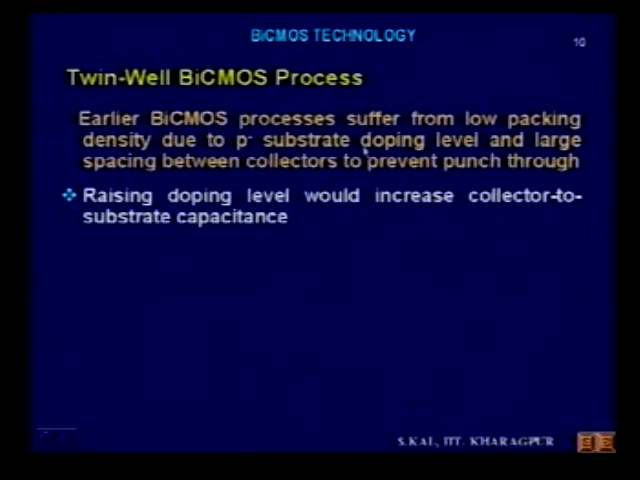 BiCMOS TECHNOLOGY
10
Twin-Well BiCMOS Process
Earlier BiCMOS processes suffer from low packing
density due to p- substrate doping level and large
spacing between collectors to prevent punch through
❖ Raising doping level would increase collector-to-
substrate capacitance
S.KAL, IIT. KHARAGPUR